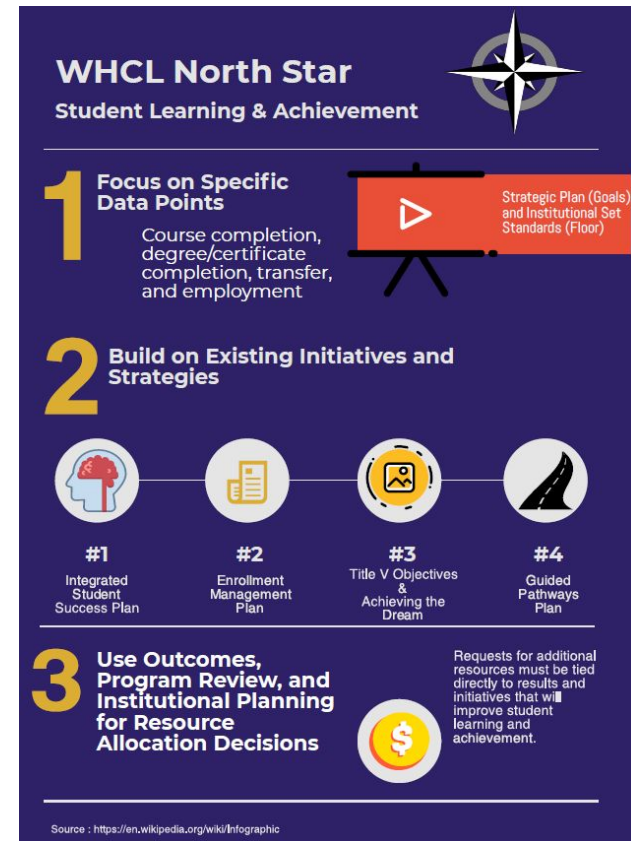 WHCL North Star
Student Learning & Achievement
1
Focus on Specific
Data Points
Course completion,
degree/certificate
completion, transfer,
and employment
Strategic Plan (Goals)
and Institutional Set
Standards (Floor)
2
Build on Existing Initiatives and
Strategies
#1
Integrated
Student
Success Plan
#2
Enrollment
Management
Plan
#3
Title V Objectives
&
Achieving the
Dream
#4
Guided
Pathways
Plan
3
Use Outcomes,
Program Review, and
Institutional Planning
for Resource
Allocation Decisions
$
Requests for additional
resources must be tied
directly to results and
initiatives that will
improve student
learning and
achievement.
Source : https://en.wikipedia.org/wiki/Infographic